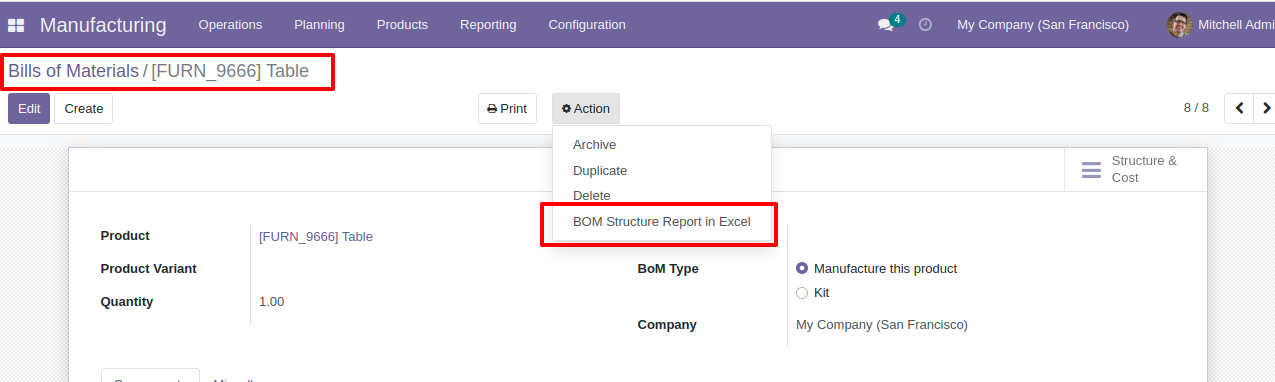 Manufacturing Operations Planning Products Reporting Configuration 4 My Company (San Francisco) Mitchell Admi
Bills of Materials / [FURN_9666] Table
Edit Create Print Action 8 / 8
Archive
Duplicate
Delete
BOM Structure Report in Excel
Structure &
Cost
Product [FURN_9666] Table
Product Variant
Quantity 1.00
BoM Type Manufacture this product
Kit
Company My Company (San Francisco)